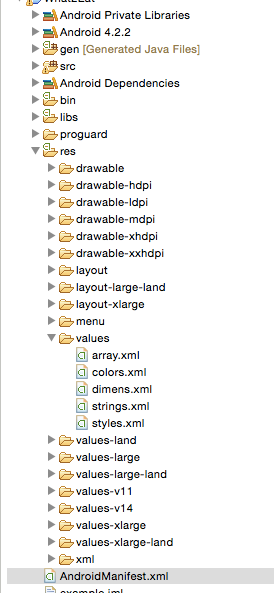 What2Eat
Android Private Libraries
Android 4.2.2
gen [Generated Java Files]
src
Android Dependencies
bin
libs
proguard
res
drawable
drawable-hdpi
drawable-ldpi
drawable-mdpi
drawable-xhdpi
drawable-xxhdpi
layout
layout-large-land
layout-xlarge
menu
values
array.xml
colors.xml
dimens.xml
strings.xml
styles.xml
values-land
values-large
values-large-land
values-v11
values-v14
values-xlarge
values-xlarge-land
xml
AndroidManifest.xml
example.iml